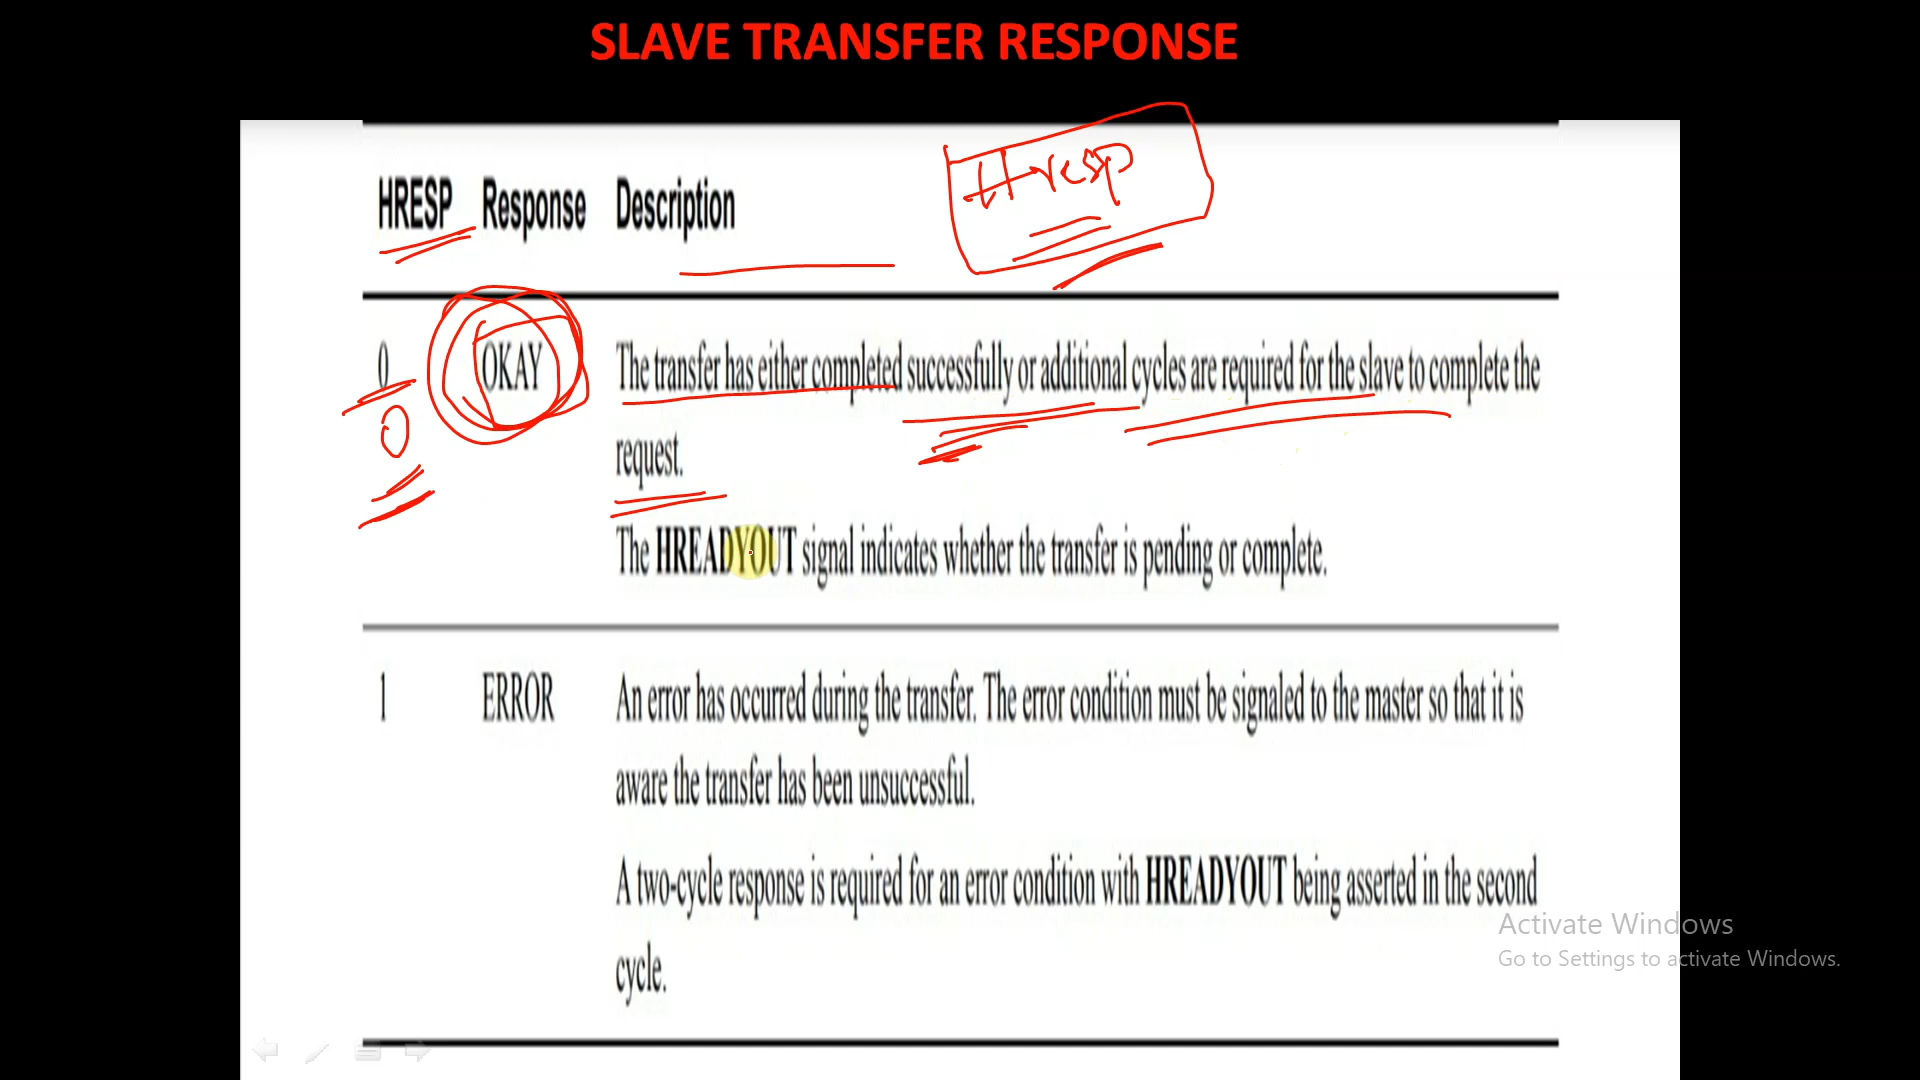 SLAVE TRANSFER RESPONSE
Hresp
HRESP Response Description
0 OKAY The transfer has either completed successfully or additional cycles are required for the slave to complete the
0
request.
The HREADYOUT signal indicates whether the transfer is pending or complete.
1 ERROR An error has occurred during the transfer. The error condition must be signaled to the master so that it is
aware the transfer has been unsuccessful.
A two-cycle response is required for an error condition with HREADYOUT being asserted in the second
cycle.
Activate Windows
Go to Settings to activate Windows.